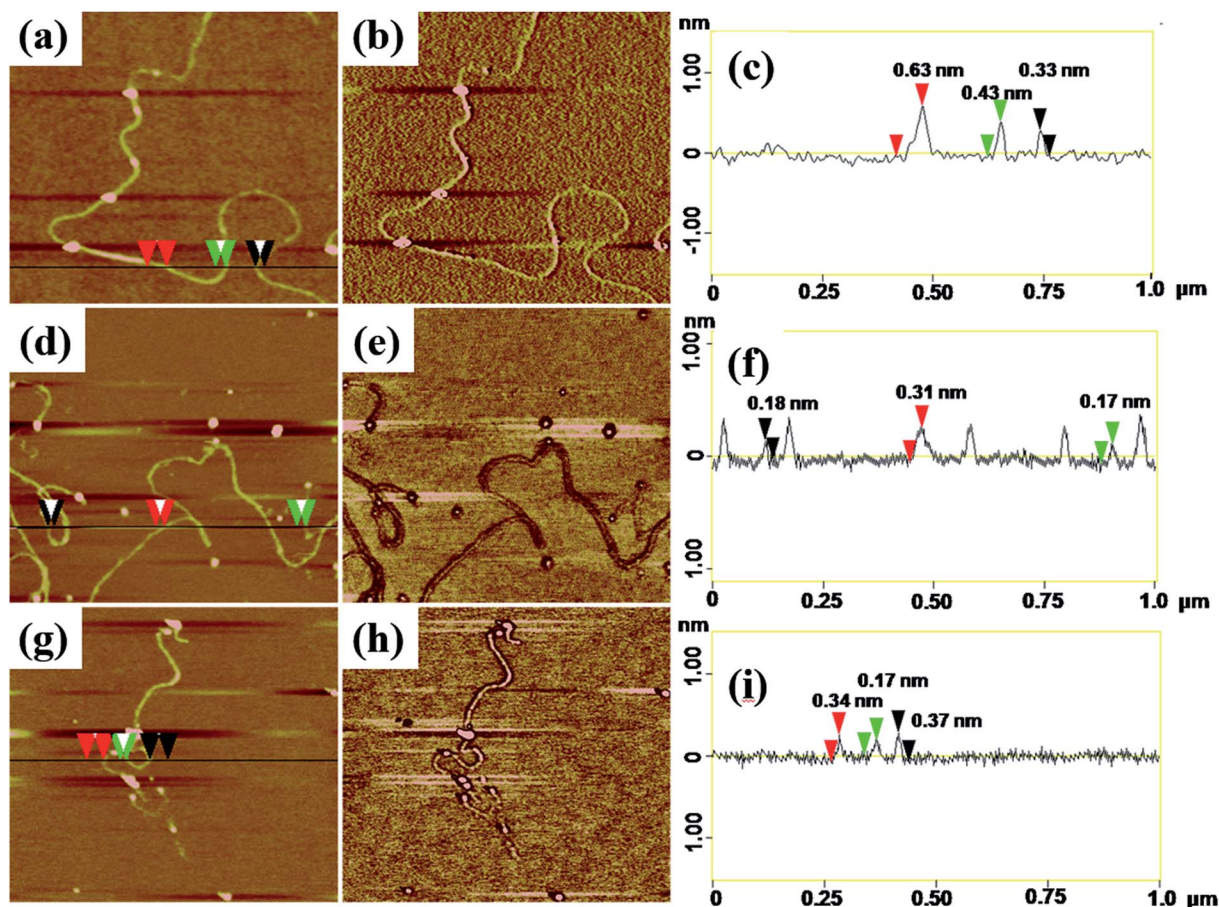 (a)
(b)
nm
(c)
1.00
0
-1.00
0.63 nm
0.33 nm
0.43 nm
0 0.25 0.50 0.75 1.0 µm
(d)
(e)
nm
(f)
1.00
0
1.00
0.18 nm
0.31 nm
0.17 nm
0 0.25 0.50 0.75 1.0 µm
(g)
(h)
nm
(i)
1.00
0
1.00
0.17 nm
0.34 nm
0.37 nm
0 0.25 0.50 0.75 1.0 µm